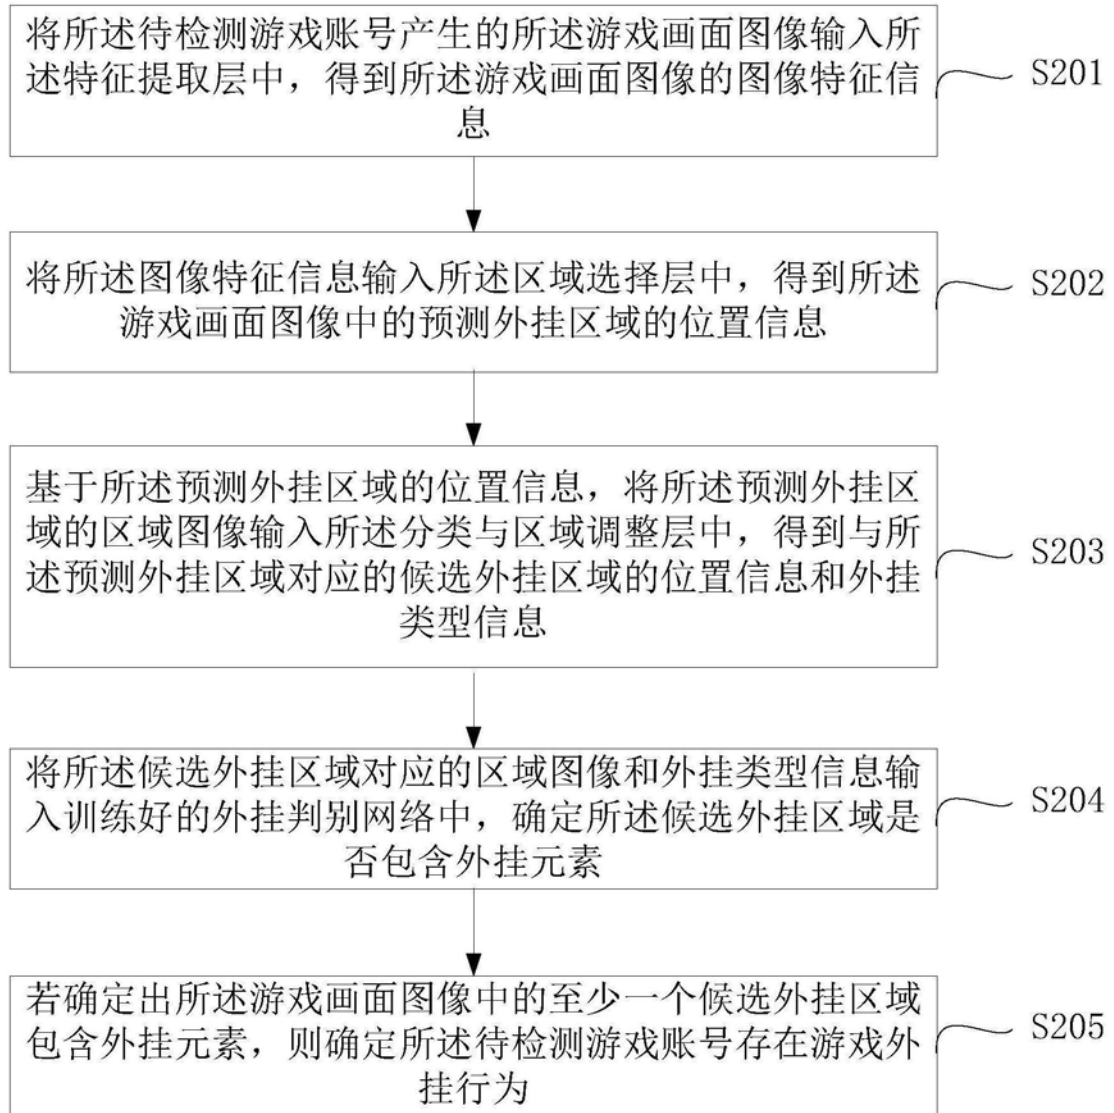 将所述待检测游戏账号产生的所述游戏画面图像输入所
述特征提取层中，得到所述游戏画面图像的图像特征信
息
S201
将所述图像特征信息输入所述区域选择层中，得到所述
游戏画面图像中的预测外挂区域的位置信息
S202
基于所述预测外挂区域的位置信息，将所述预测外挂区
域的区域图像输入所述分类与区域调整层中，得到与所
述预测外挂区域对应的候选外挂区域的位置信息和外挂
类型信息
S203
将所述候选外挂区域对应的区域图像和外挂类型信息输
入训练好的外挂判别网络中，确定所述候选外挂区域是
否包含外挂元素
S204
若确定出所述游戏画面图像中的至少一个候选外挂区域
包含外挂元素，则确定所述待检测游戏账号存在游戏外
挂行为
S205